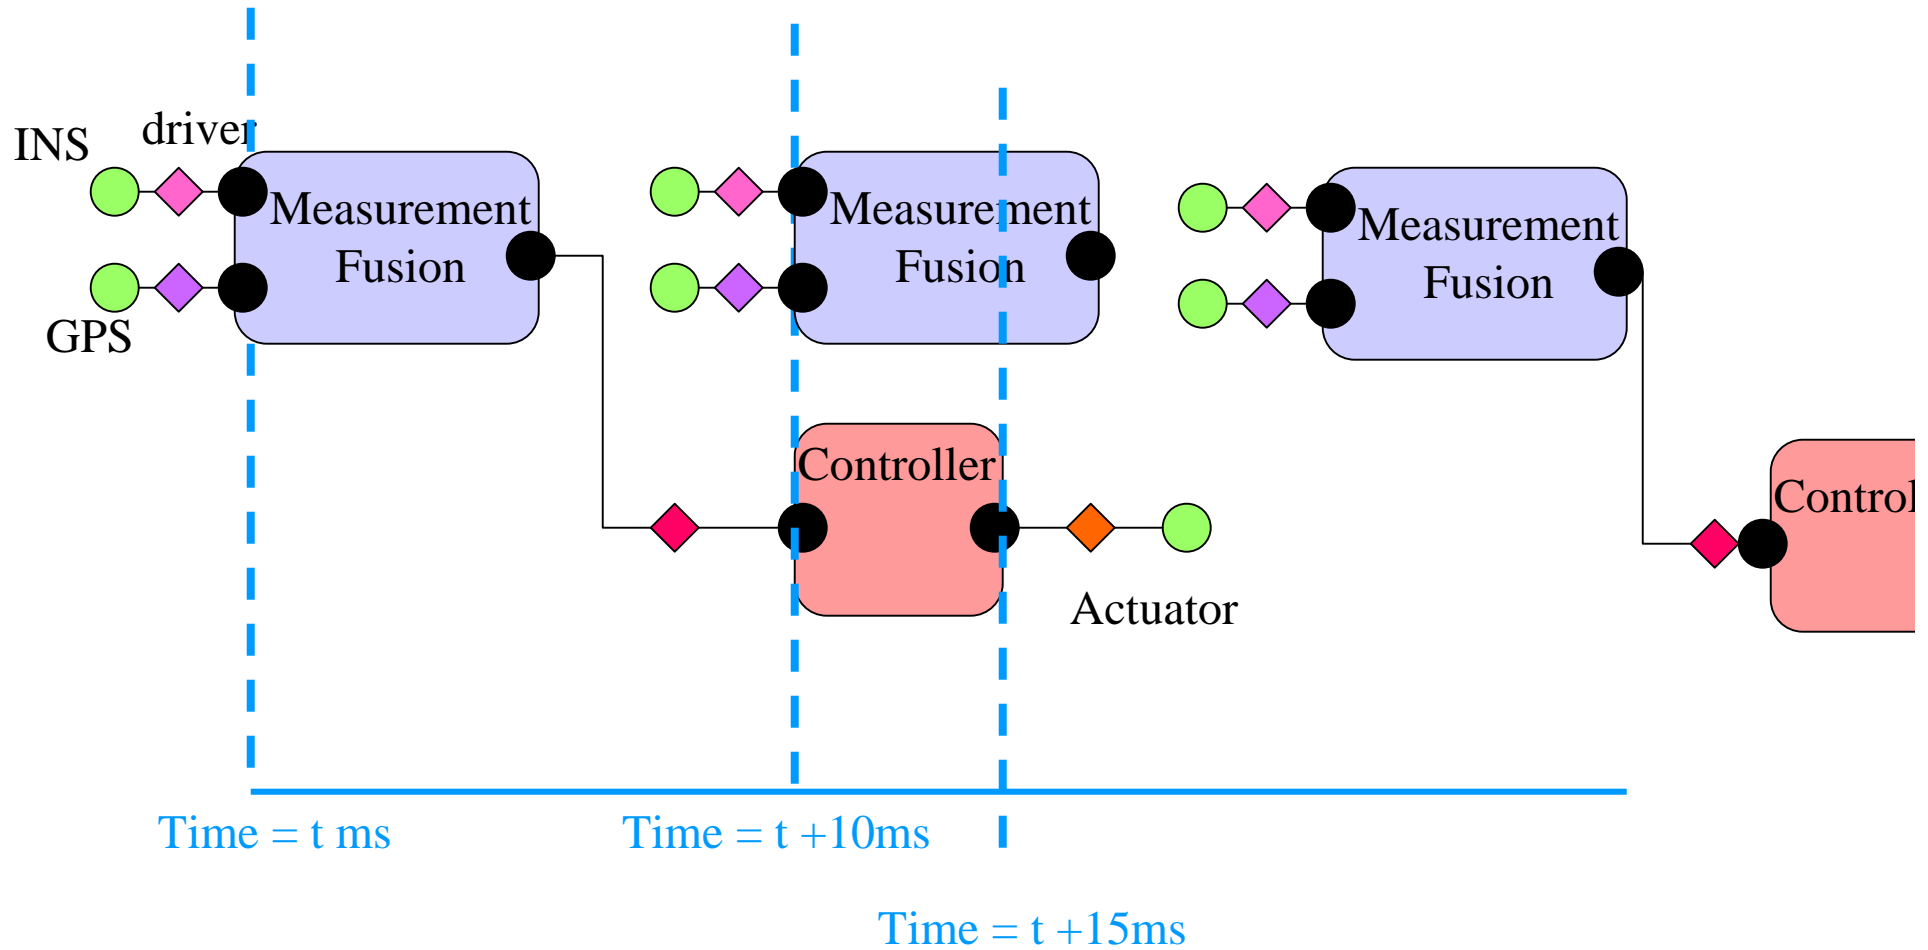 INS
driver
Measurement
Fusion
GPS
Measurement
Fusion
Measurement
Fusion
Controller
Control
Actuator
Time = t ms
Time = t +10ms
Time = t +15ms